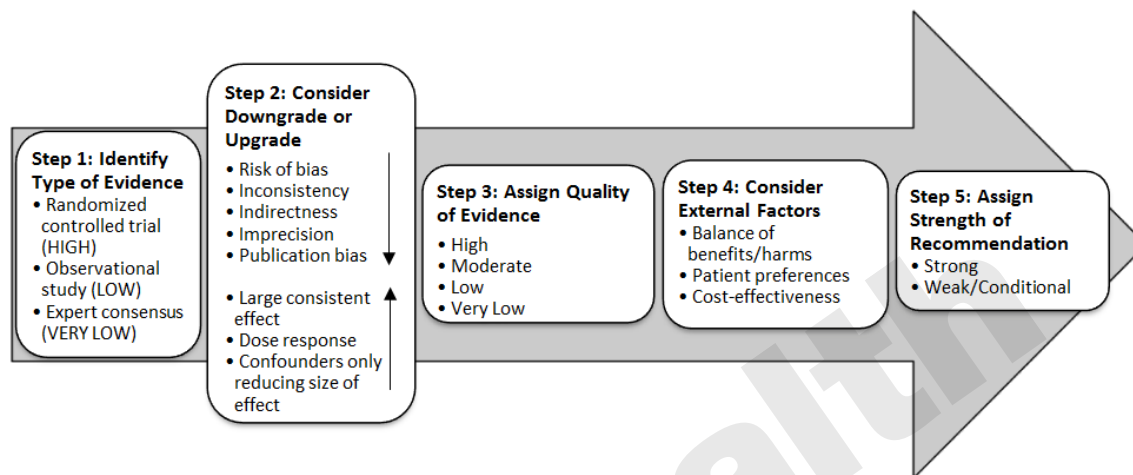 Step 1: Identify
Type of Evidence
• Randomized
controlled trial
(HIGH)
• Observational
study (LOW)
• Expert consensus
(VERY LOW)
Step 2: Consider
Downgrade or
Upgrade
• Risk of bias
• Inconsistency
• Indirectness
• Imprecision
• Publication bias
• Large consistent
effect
• Dose response
• Confounders only
reducing size of
effect
Step 3: Assign Quality
of Evidence
• High
• Moderate
• Low
• Very Low
Step 4: Consider
External Factors
• Balance of
benefits/harms
• Patient preferences
• Cost-effectiveness
Step 5: Assign
Strength of
Recommendation
• Strong
• Weak/Conditional
alth